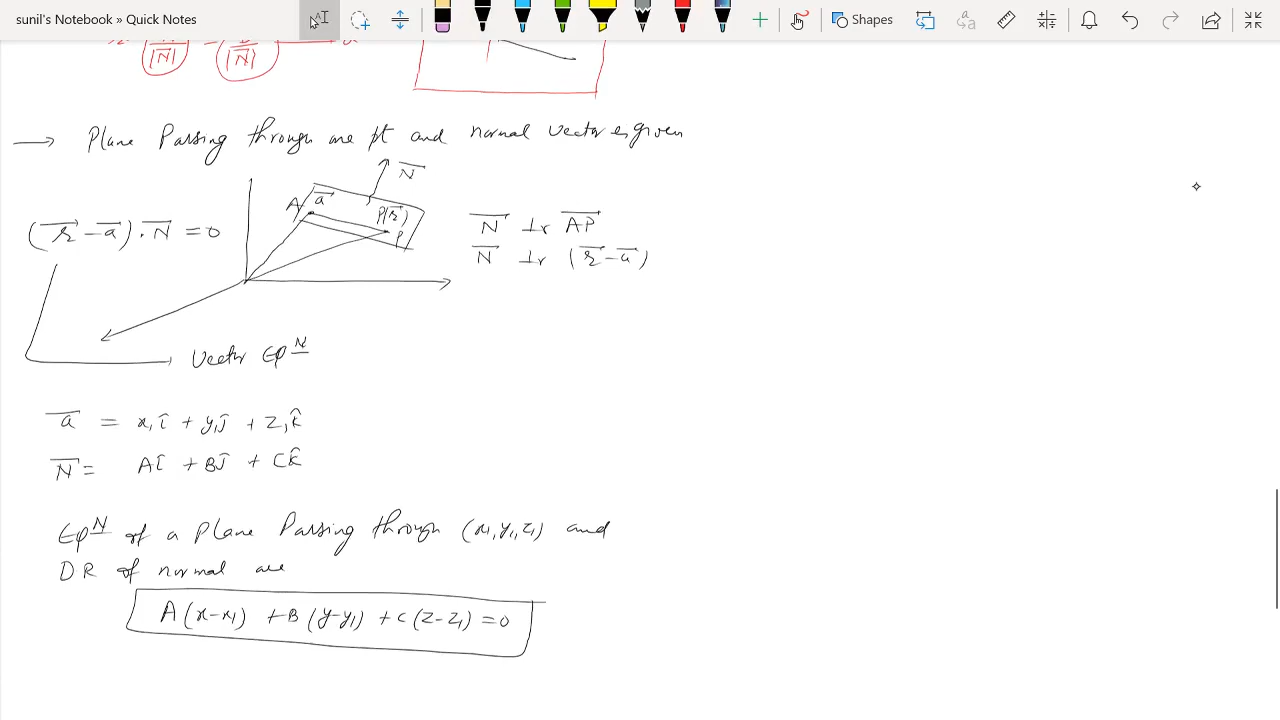 sunil's Notebook » Quick Notes
Shapes
|N̄| |N̄|
→ Plane Passing through one pt and normal vector is given
N̄
A ā P(r̄)
P
(r̄-ā).N̄ = 0
N̄ ⊥r AP
N̄ ⊥r (r̄-ā)
Vector Eqᴺ
ā = x₁î + y₁ĵ + z₁k̂
N̄ = Aî + Bĵ + Ck̂
Eqᴺ of a Plane Passing through (x₁,y₁,z₁) and
DR of normal are
A(x-x₁) + B(y-y₁) + C(z-z₁) = 0